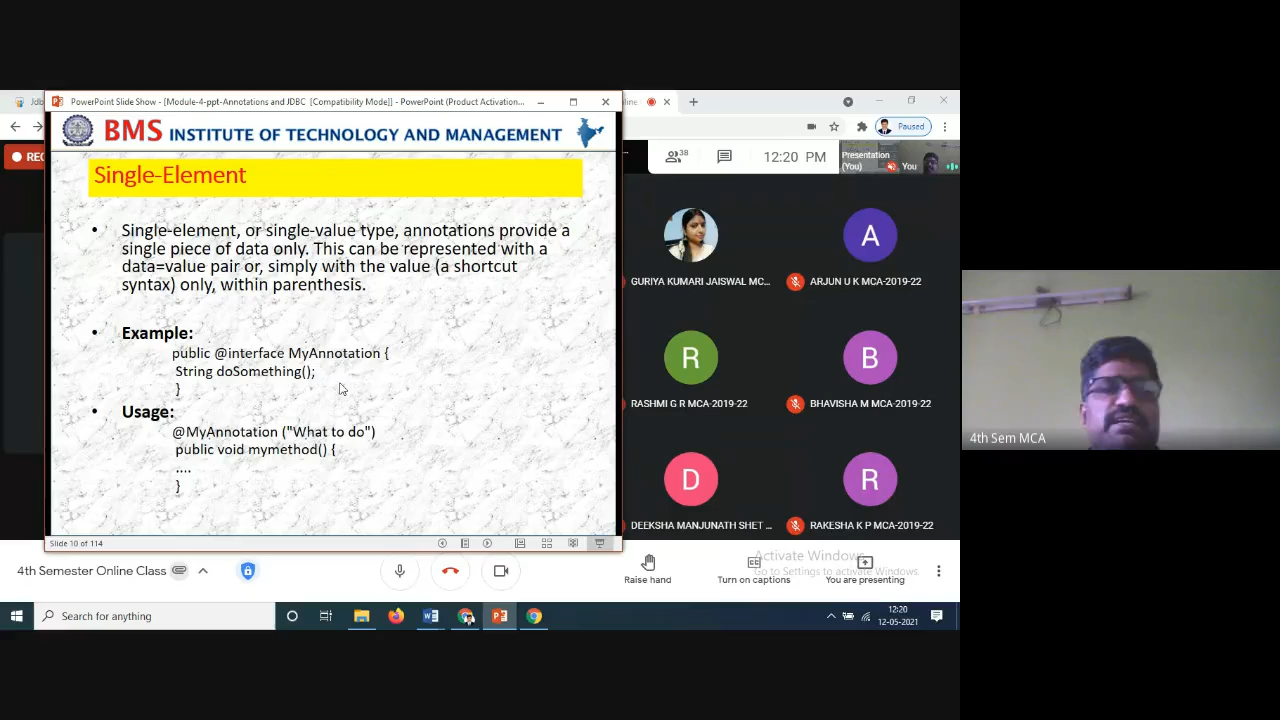 Jdb
PowerPoint Slide Show - [Module-4-ppt-Annotations and JDBC [Compatibility Mode]] - PowerPoint (Product Activation...
Paused
REC
BMS INSTITUTE OF TECHNOLOGY AND MANAGEMENT
38
12:20 PM
Presentation
(You)
You
Single-Element
• Single-element, or single-value type, annotations provide a
single piece of data only. This can be represented with a
data=value pair or, simply with the value (a shortcut
syntax) only, within parenthesis.
• Example:
public @interface MyAnnotation {
String doSomething();
}
• Usage:
@MyAnnotation ("What to do")
public void mymethod() {
....
}
Slide 10 of 114
A
GURIYA KUMARI JAISWAL MC...
ARJUN U K MCA-2019-22
R
B
RASHMI G R MCA-2019-22
BHAVISHA M MCA-2019-22
D
R
DEEKSHA MANJUNATH SHET ...
RAKESHA K P MCA-2019-22
4th Sem MCA
Activate Windows
Go to Settings to activate Windows.
4th Semester Online Class
Raise hand
Turn on captions
You are presenting
Search for anything
12:20
12-05-2021